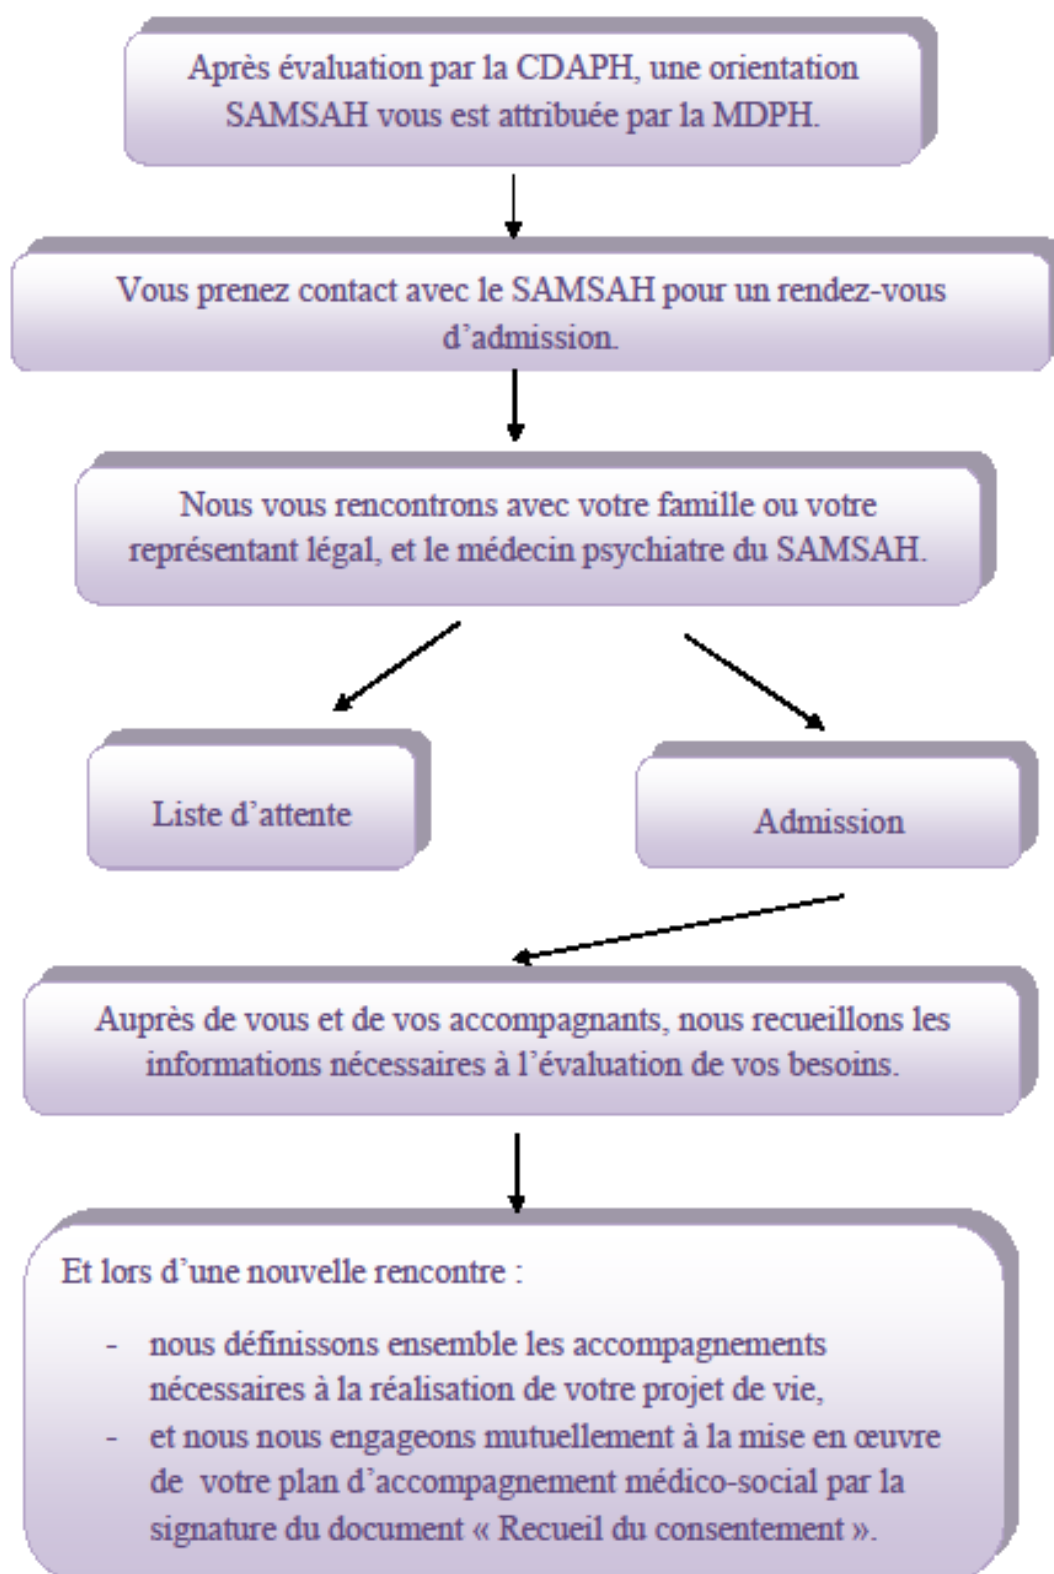 Après évaluation par la CDAPH, une orientation
SAMSAH vous est attribuée par la MDPH.
Vous prenez contact avec le SAMSAH pour un rendez-vous
d’admission.
Nous vous rencontrons avec votre famille ou votre
représentant légal, et le médecin psychiatre du SAMSAH.
Liste d’attente
Admission
Auprès de vous et de vos accompagnants, nous recueillons les
informations nécessaires à l’évaluation de vos besoins.
Et lors d’une nouvelle rencontre :
- nous définissons ensemble les accompagnements
nécessaires à la réalisation de votre projet de vie,
- et nous nous engageons mutuellement à la mise en œuvre
de votre plan d’accompagnement médico-social par la
signature du document « Recueil du consentement ».